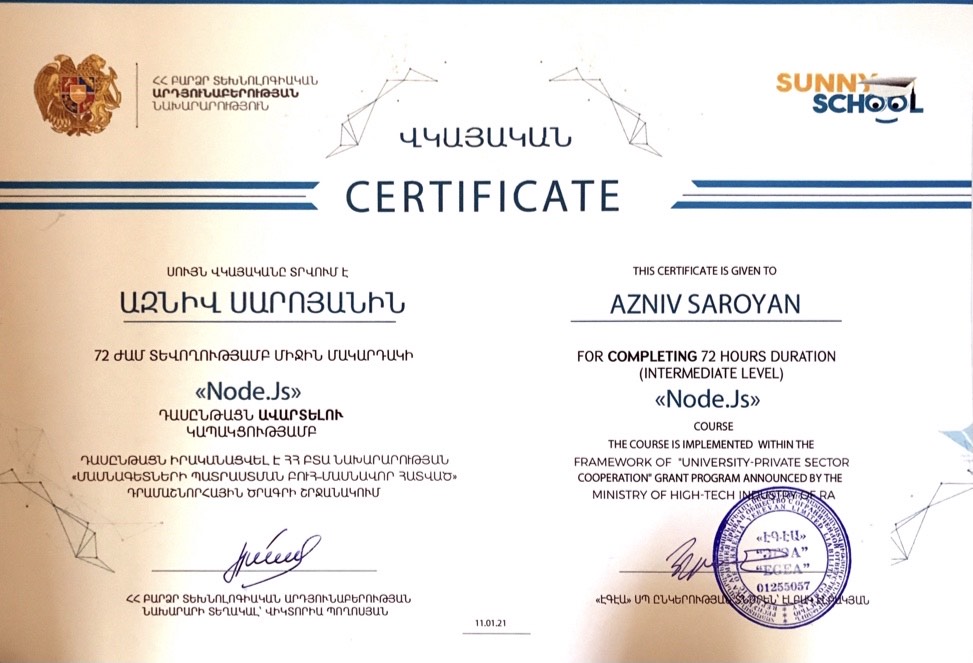 ՀՀ ԲԱՐՁՐ ՏԵԽՆՈԼՈԳԻԱԿԱՆ
ԱՐԴՅՈՒՆԱԲԵՐՈՒԹՅԱՆ
ՆԱԽԱՐԱՐՈՒԹՅՈՒՆ
SUNNY
SCHOOL
ՎԿԱՅԱԿԱՆ
CERTIFICATE
ՍՈՒՅՆ ՎԿԱՅԱԿԱՆԸ ՏՐՎՈՒՄ Է
ԱԶՆԻՎ ՍԱՐՈՅԱՆԻՆ
72 ԺԱՄ ՏԵՎՈՂՈՒԹՅԱՄԲ ՄԻՋԻՆ ՄԱԿԱՐԴԱԿԻ
«Node.Js»
ԴԱՍԸՆԹԱՑՆ ԱՎԱՐՏԵԼՈՒ
ԿԱՊԱԿՑՈՒԹՅԱՄԲ
ԴԱՍԸՆԹԱՑՆ ԻՐԱԿԱՆԱՑՎԵԼ Է ՀՀ ԲՏԱ ՆԱԽԱՐԱՐՈՒԹՅԱՆ
«ՄԱՍՆԱԳԵՏՆԵՐԻ ՊԱՏՐԱՍՏՄԱՆ ԲՈՒՀ-ՄԱՍՆԱՎՈՐ ՀԱՏՎԱԾ»
ԴՐԱՄԱՇՆՈՐՀԱՅԻՆ ԾՐԱԳՐԻ ՇՐՋԱՆԱԿՈՒՄ
ՀՀ ԲԱՐՁՐ ՏԵԽՆՈԼՈԳԻԱԿԱՆ ԱՐԴՅՈՒՆԱԲԵՐՈՒԹՅԱՆ
ՆԱԽԱՐԱՐԻ ՏԵՂԱԿԱԼ՝ ՎԻԿՏՈՐԻԱ ՊՈՂՈՍՅԱՆ
THIS CERTIFICATE IS GIVEN TO
AZNIV SAROYAN
FOR COMPLETING 72 HOURS DURATION
(INTERMEDIATE LEVEL)
«Node.Js»
COURSE
THE COURSE IS IMPLEMENTED WITHIN THE
FRAMEWORK OF "UNIVERSITY-PRIVATE SECTOR
COOPERATION" GRANT PROGRAM ANNOUNCED BY THE
MINISTRY OF HIGH-TECH INDUSTRY OF RA
«ԷԳԷԱ»
"ЭГЕА"
"EGEA"
01255057
«ԷԳԷԱ» ՍՊ ԸՆԿԵՐՈՒԹՅԱՆ ՏՆՕՐԵՆ՝
11.01.21